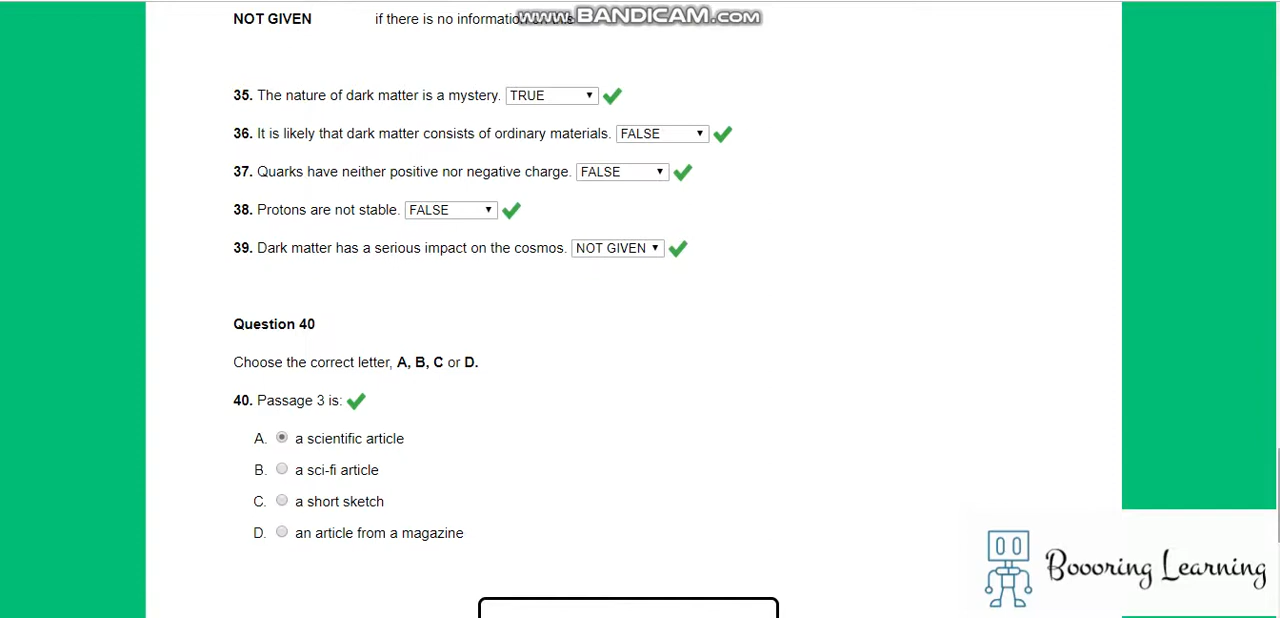 www.BANDICAM.COM
NOT GIVEN if there is no information
35. The nature of dark matter is a mystery. TRUE
36. It is likely that dark matter consists of ordinary materials. FALSE
37. Quarks have neither positive nor negative charge. FALSE
38. Protons are not stable. FALSE
39. Dark matter has a serious impact on the cosmos. NOT GIVEN
Question 40
Choose the correct letter, A, B, C or D.
40. Passage 3 is:
A. a scientific article
B. a sci-fi article
C. a short sketch
D. an article from a magazine
Boooring Learning